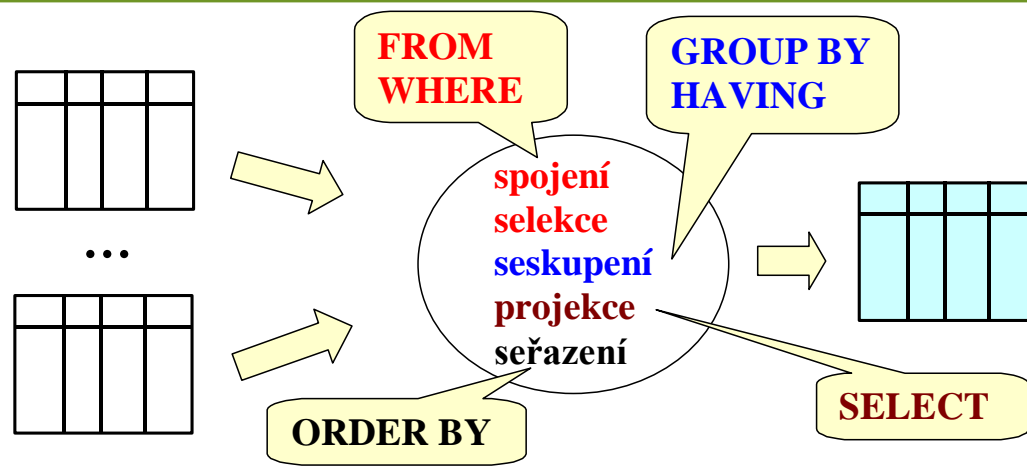 FROM
WHERE
GROUP BY
HAVING
spojení
selekce
seskupení
projekce
seřazení
...
ORDER BY
SELECT